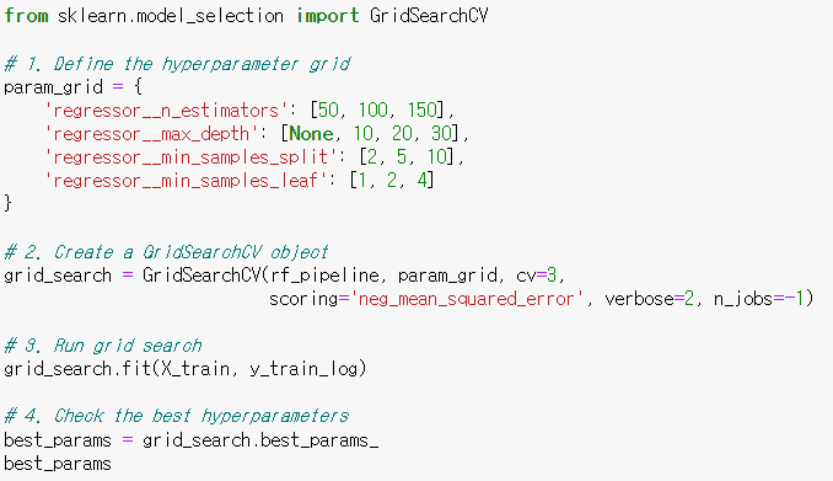 from sklearn.model_selection import GridSearchCV
# 1. Define the hyperparameter grid
param_grid = {
    'regressor__n_estimators': [50, 100, 150],
    'regressor__max_depth': [None, 10, 20, 30],
    'regressor__min_samples_split': [2, 5, 10],
    'regressor__min_samples_leaf': [1, 2, 4]
}
# 2. Create a GridSearchCV object
grid_search = GridSearchCV(rf_pipeline, param_grid, cv=3,
                           scoring='neg_mean_squared_error', verbose=2, n_jobs=-1)
# 3. Run grid search
grid_search.fit(X_train, y_train_log)
# 4. Check the best hyperparameters
best_params = grid_search.best_params_
best_params